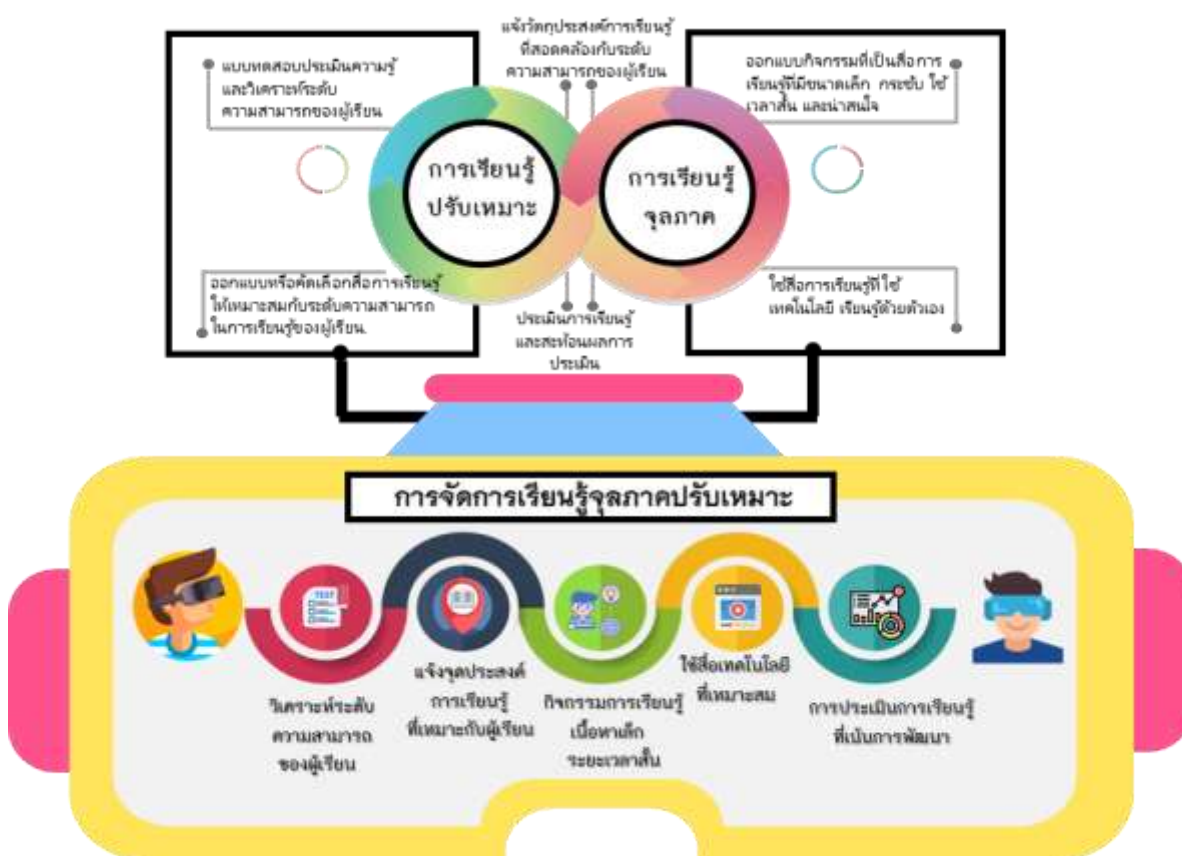 แจ้งวัตถุประสงค์การเรียนรู้
ที่สอดคล้องกับระดับ
ความสามารถของผู้เรียน
แบบทดสอบประเมินความรู้
และวิเคราะห์ระดับ
ความสามารถของผู้เรียน
ออกแบบกิจกรรมที่เป็นสื่อการ
เรียนรู้ที่มีขนาดเล็ก กระชับ ใช้
เวลาสั้น และน่าสนใจ
การเรียนรู้
ปรับเหมาะ
การเรียนรู้
จุลภาค
ออกแบบหรือคัดเลือกสื่อการเรียนรู้
ให้เหมาะสมกับระดับความสามารถ
ในการเรียนรู้ของผู้เรียน.
ประเมินการเรียนรู้
และสะท้อนผลการ
ประเมิน
ใช้สื่อการเรียนรู้ที่ใช้
เทคโนโลยี เรียนรู้ด้วยตัวเอง
การจัดการเรียนรู้จุลภาคปรับเหมาะ
TEST
วิเคราะห์ระดับ
ความสามารถ
ของผู้เรียน
แจ้งจุดประสงค์
การเรียนรู้
ที่เหมาะกับผู้เรียน
กิจกรรมการเรียนรู้
เนื้อหาเล็ก
ระยะเวลาสั้น
ใช้สื่อเทคโนโลยี
ที่เหมาะสม
การประเมินการเรียนรู้
ที่เน้นการพัฒนา